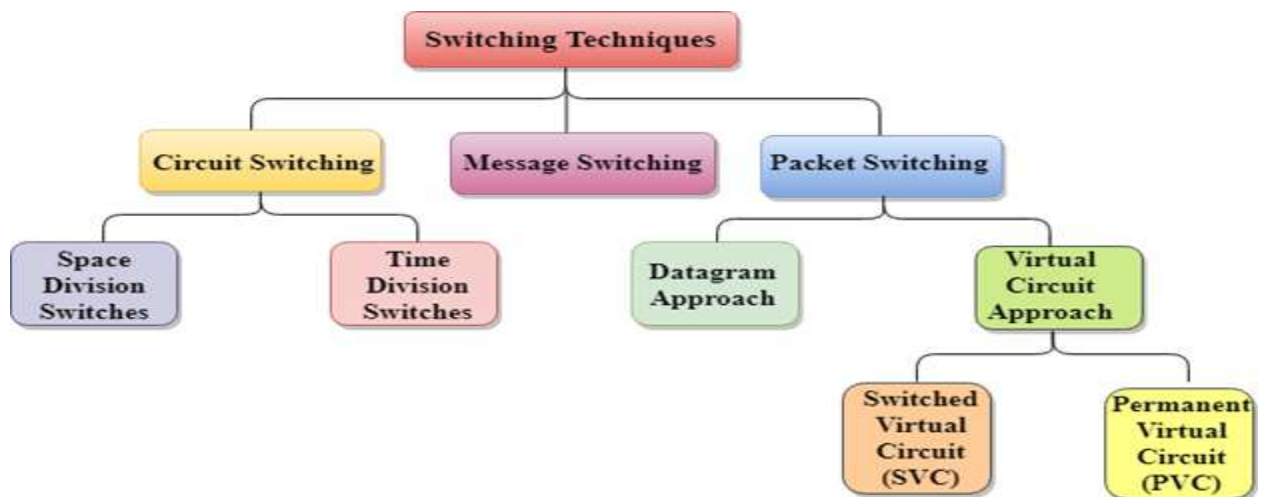 Switching Techniques
Circuit Switching
Message Switching
Packet Switching
Space
Division
Switches
Time
Division
Switches
Datagram
Approach
Virtual
Circuit
Approach
Switched
Virtual
Circuit
(SVC)
Permanent
Virtual
Circuit
(PVC)